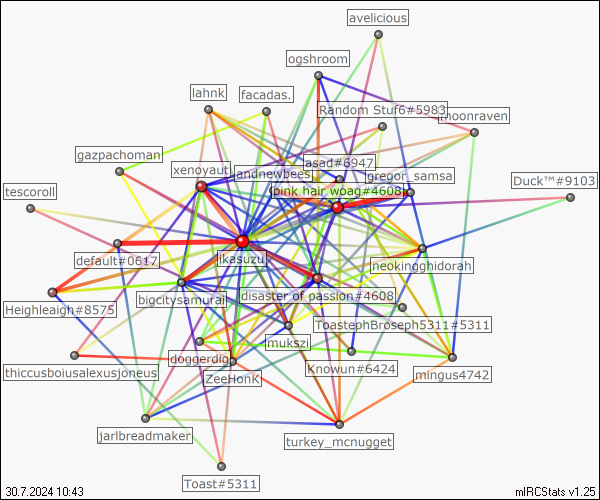 avelicious
ogshroom
lahnk
facadas.
Random Stuf6#5983
moonraven
gazpachoman
xenoyaut
andnewbees
asad#6947
gregor_samsa
tescoroll
pink hair woag#4608
Duck™#9103
default#0617
ikasuzu
neokinghidorah
Heighleaigh#8575
bigcitysamurai
disaster of passion#4608
ToastephBroseph5311#5311
mukszi
doggerdig
thiccusboiusalexusjoneus
ZeeHonk
Knowun#6424
mingus4742
jarlbreadmaker
turkey_mcnugget
Toast#5311
30.7.2024 10:43
mIRCStats v1.25